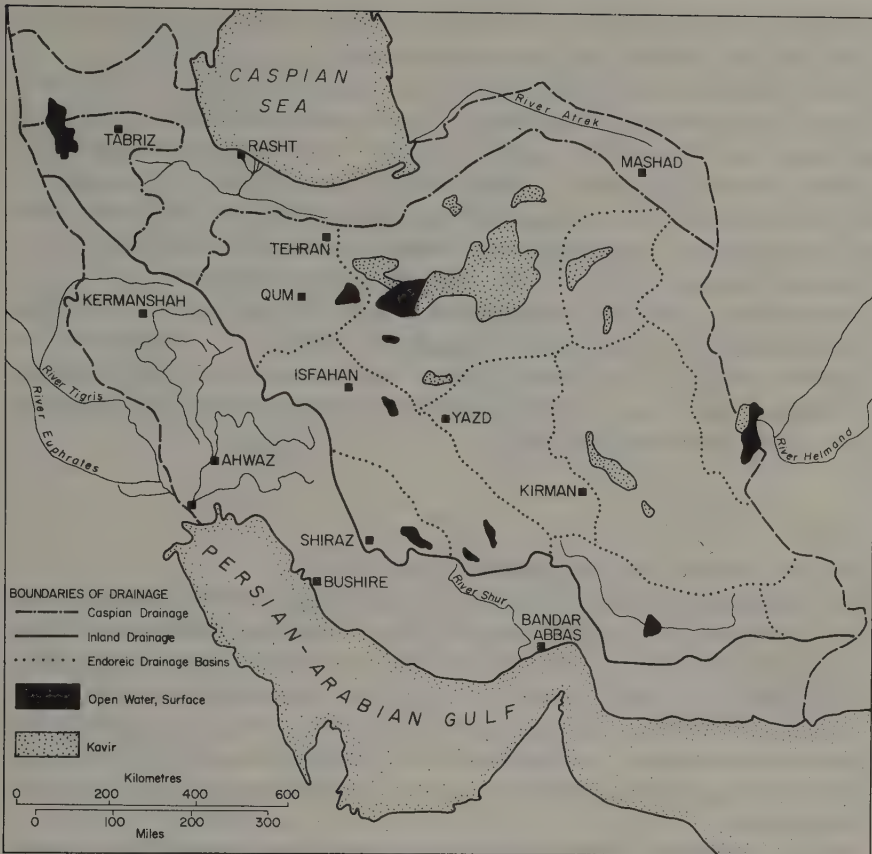 CASPIAN
SEA
River Atrek
TABRIZ
RASHT
MASHAD
TEHRAN
QUM
KERMANSHAH
ISFAHAN
YAZD
River Tigris
River Euphrates
River Helmand
AHWAZ
KIRMAN
SHIRAZ
BUSHIRE
River Shur
BANDAR
ABBAS
PERSIAN-ARABIAN GULF
BOUNDARIES OF DRAINAGE
Caspian Drainage
Inland Drainage
Endoreic Drainage Basins
Open Water, Surface
Kavir
Kilometres
0 200 400 600
0 100 200 300
Miles